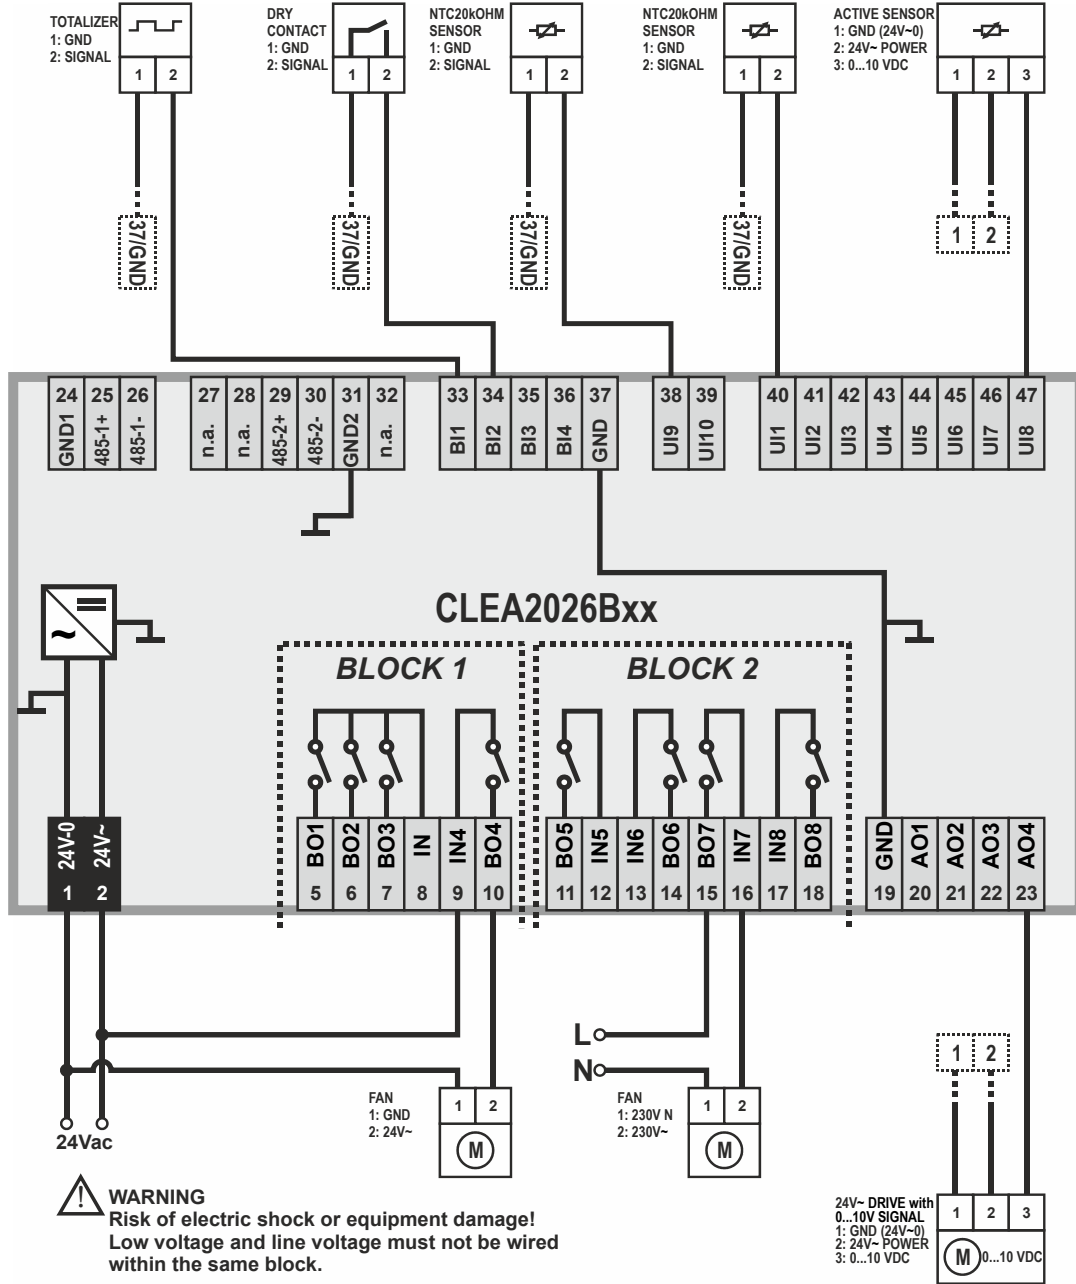 TOTALIZER
1: GND
2: SIGNAL
1 2
DRY
CONTACT
1: GND
2: SIGNAL
1 2
NTC20kOHM
SENSOR
1: GND
2: SIGNAL
1 2
NTC20kOHM
SENSOR
1: GND
2: SIGNAL
1 2
ACTIVE SENSOR
1: GND (24V~0)
2: 24V~ POWER
3: 0...10 VDC
1 2 3
37/GND
37/GND
37/GND
37/GND
1 2
24 25 26
GND1 485-1+ 485-1-
27 28 29 30 31 32
n.a. n.a. 485-2+ 485-2- GND2 n.a.
33 34 35 36 37
BI1 BI2 BI3 BI4 GND
38 39
UI9 UI10
40 41 42 43 44 45 46 47
UI1 UI2 UI3 UI4 UI5 UI6 UI7 UI8
~
CLEA2026Bxx
BLOCK 1
BLOCK 2
24V-0 24V~
1 2
BO1 BO2 BO3 IN IN4 BO4
5 6 7 8 9 10
BO5 IN5 IN6 BO6 BO7 IN7 IN8 BO8
11 12 13 14 15 16 17 18
GND AO1 AO2 AO3 AO4
19 20 21 22 23
24Vac
L
N
FAN
1: GND
2: 24V~
1 2
M
FAN
1: 230V N
2: 230V~
1 2
M
1 2
24V~ DRIVE with
0...10V SIGNAL
1: GND (24V~0)
2: 24V~ POWER
3: 0...10 VDC
1 2 3
M 0...10 VDC
! WARNING
Risk of electric shock or equipment damage!
Low voltage and line voltage must not be wired
within the same block.